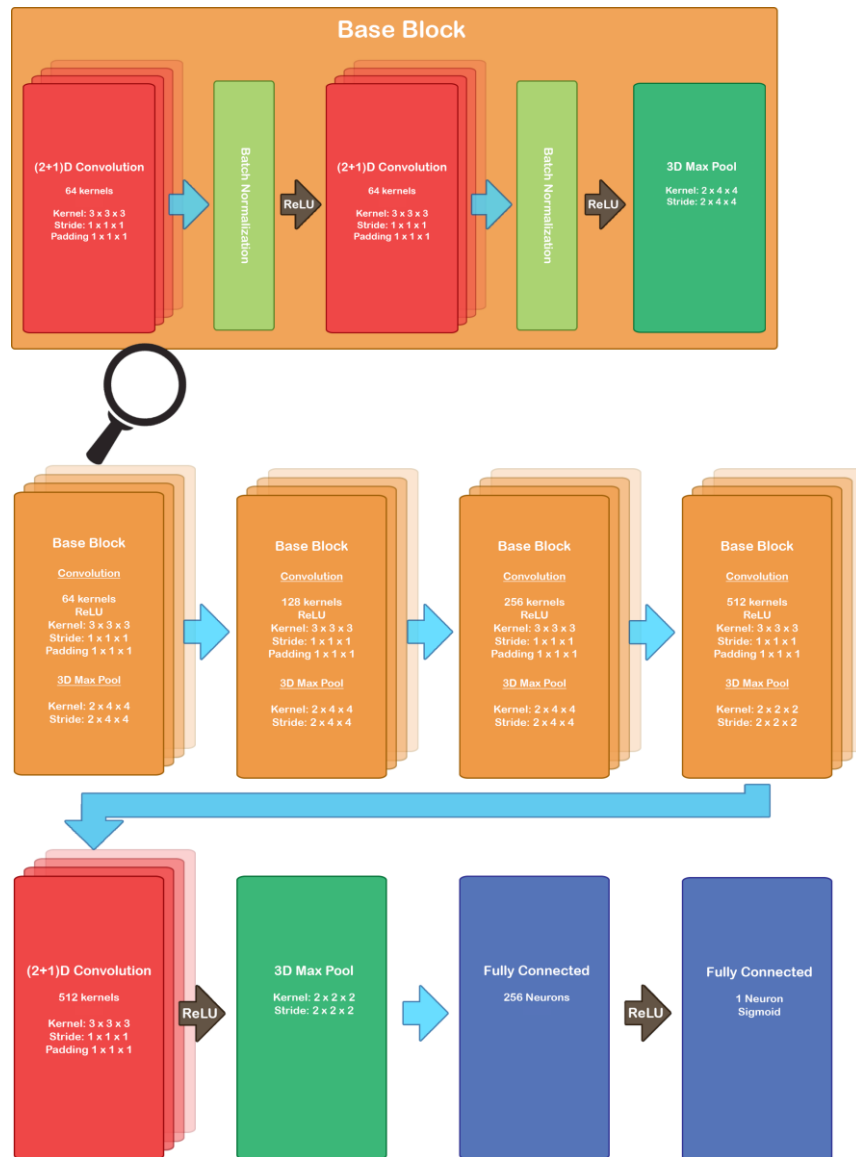 Base Block
(2+1)D Convolution
64 kernels
Kernel: 3 x 3 x 3
Stride: 1 x 1 x 1
Padding 1 x 1 x 1
Batch Normalization
ReLU
(2+1)D Convolution
64 kernels
Kernel: 3 x 3 x 3
Stride: 1 x 1 x 1
Padding 1 x 1 x 1
Batch Normalization
ReLU
3D Max Pool
Kernel: 2 x 4 x 4
Stride: 2 x 4 x 4
Base Block
Convolution
64 kernels
ReLU
Kernel: 3 x 3 x 3
Stride: 1 x 1 x 1
Padding 1 x 1 x 1
3D Max Pool
Kernel: 2 x 4 x 4
Stride: 2 x 4 x 4
Base Block
Convolution
128 kernels
ReLU
Kernel: 3 x 3 x 3
Stride: 1 x 1 x 1
Padding 1 x 1 x 1
3D Max Pool
Kernel: 2 x 4 x 4
Stride: 2 x 4 x 4
Base Block
Convolution
256 kernels
ReLU
Kernel: 3 x 3 x 3
Stride: 1 x 1 x 1
Padding 1 x 1 x 1
3D Max Pool
Kernel: 2 x 4 x 4
Stride: 2 x 4 x 4
Base Block
Convolution
512 kernels
ReLU
Kernel: 3 x 3 x 3
Stride: 1 x 1 x 1
Padding 1 x 1 x 1
3D Max Pool
Kernel: 2 x 2 x 2
Stride: 2 x 2 x 2
(2+1)D Convolution
512 kernels
Kernel: 3 x 3 x 3
Stride: 1 x 1 x 1
Padding 1 x 1 x 1
ReLU
3D Max Pool
Kernel: 2 x 2 x 2
Stride: 2 x 2 x 2
Fully Connected
256 Neurons
ReLU
Fully Connected
1 Neuron
Sigmoid